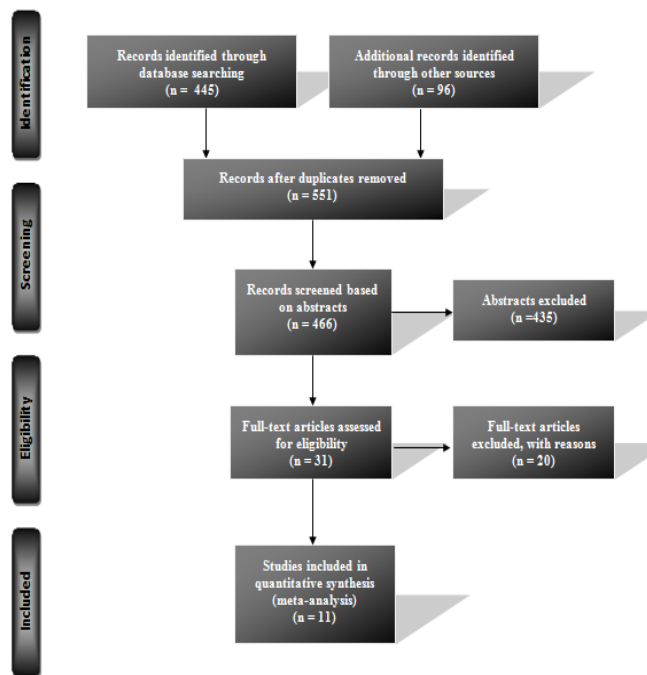 Identification
Records identified through
database searching
(n = 445)
Additional records identified
through other sources
(n = 96)
Records after duplicates removed
(n = 551)
Screening
Records screened based
on abstracts
(n = 466)
Abstracts excluded
(n =435)
Eligibility
Full-text articles assessed
for eligibility
(n = 31)
Full-text articles
excluded, with reasons
(n = 20)
Included
Studies included in
quantitative synthesis
(meta-analysis)
(n = 11)